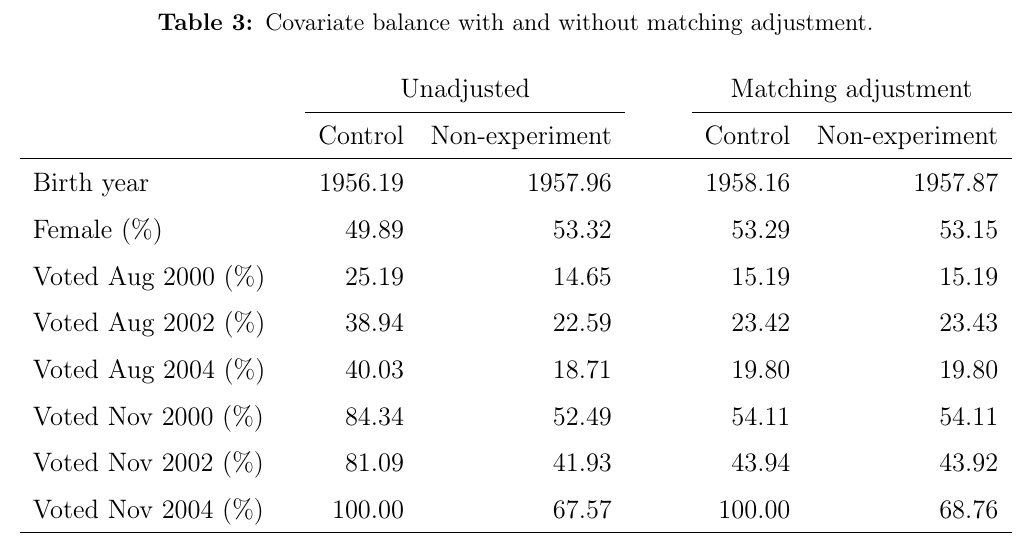 Table 3: Covariate balance with and without matching adjustment.
Unadjusted Matching adjustment
Control Non-experiment Control Non-experiment
Birth year 1956.19 1957.96 1958.16 1957.87
Female (%) 49.89 53.32 53.29 53.15
Voted Aug 2000 (%) 25.19 14.65 15.19 15.19
Voted Aug 2002 (%) 38.94 22.59 23.42 23.43
Voted Aug 2004 (%) 40.03 18.71 19.80 19.80
Voted Nov 2000 (%) 84.34 52.49 54.11 54.11
Voted Nov 2002 (%) 81.09 41.93 43.94 43.92
Voted Nov 2004 (%) 100.00 67.57 100.00 68.76